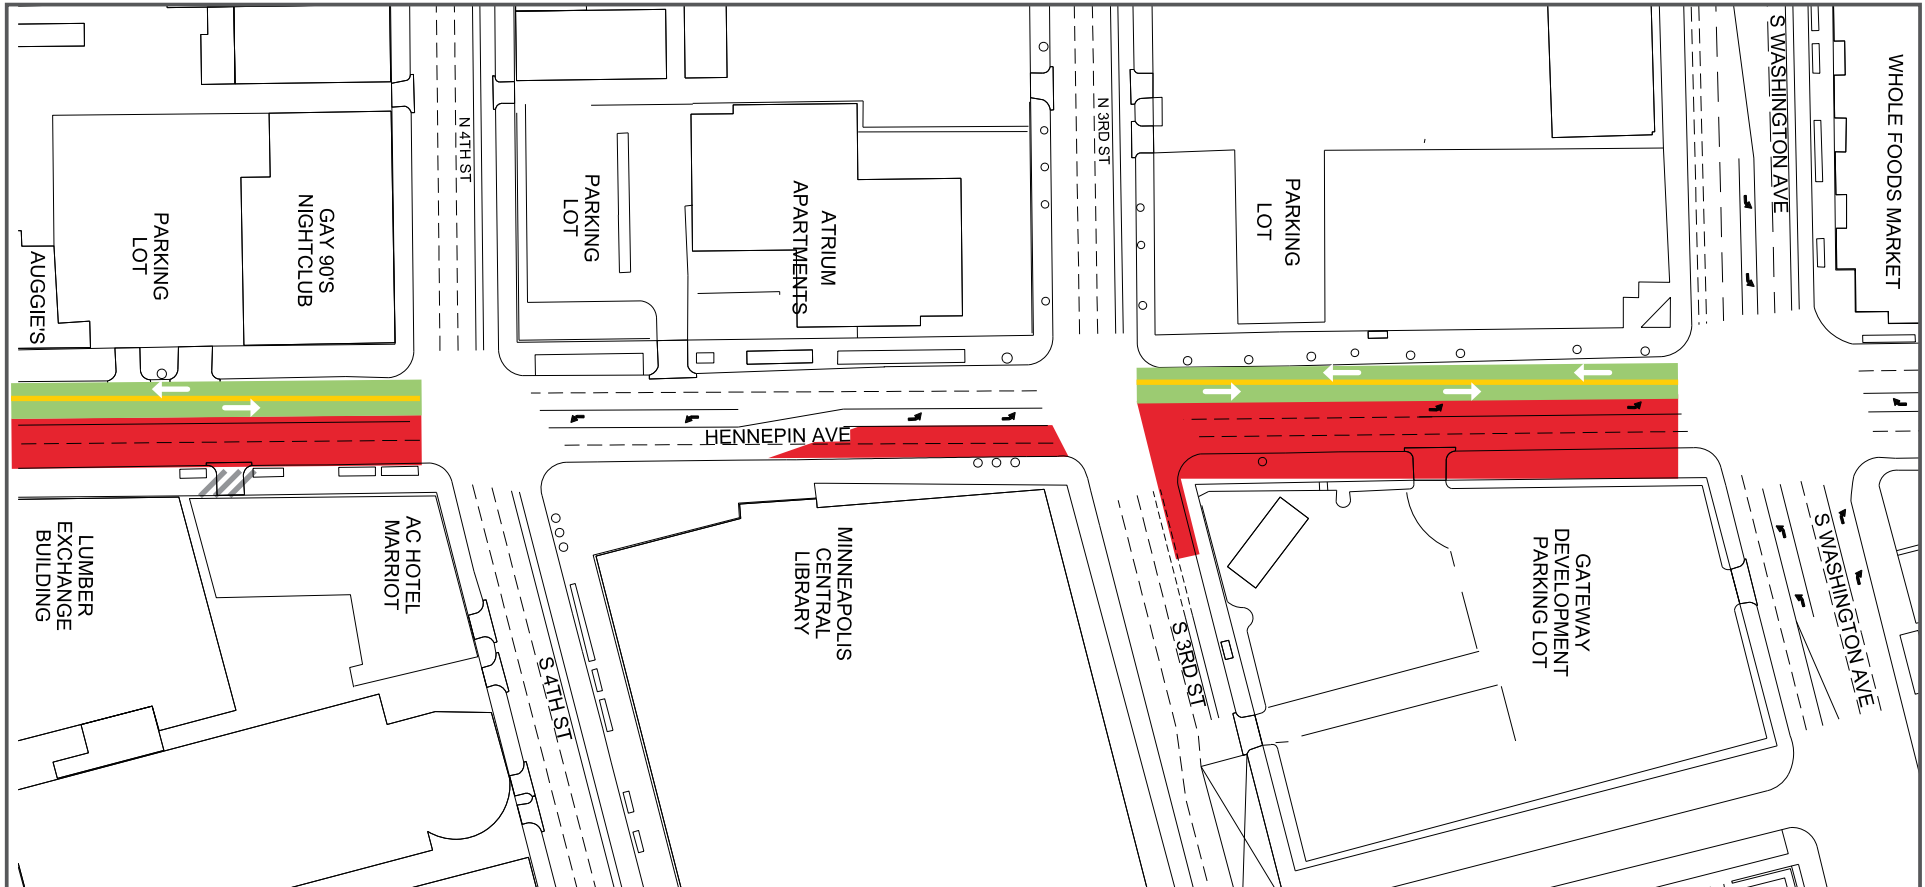 S WASHINGTON AVE
WHOLE FOODS MARKET
N 4TH ST
N 3RD ST
AUGGIE'S
PARKING
LOT
GAY 90'S
NIGHTCLUB
PARKING
LOT
ATRIUM
APARTMENTS
PARKING
LOT
HENNEPIN AVE
LUMBER
EXCHANGE
BUILDING
AC HOTEL
MARRIOT
S 4TH ST
MINNEAPOLIS
CENTRAL
LIBRARY
S 3RD ST
GATEWAY
DEVELOPMENT
PARKING LOT
S WASHINGTON AVE